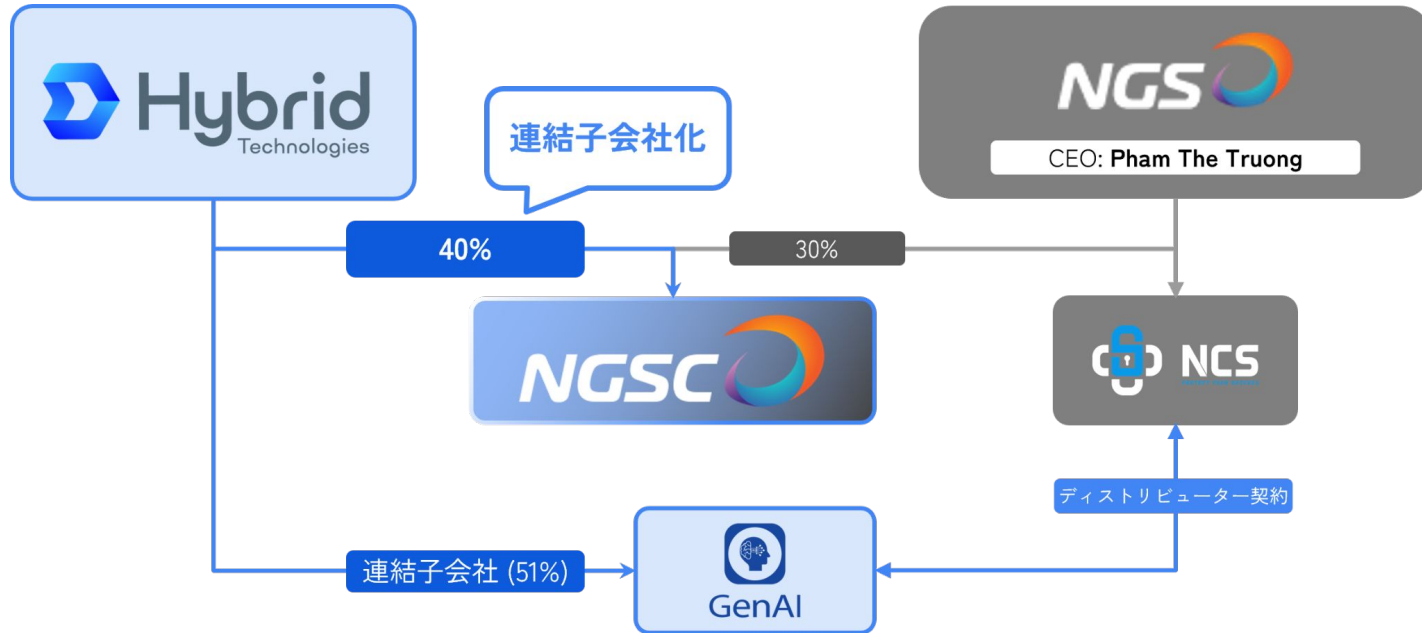 Hybrid
Technologies
NGS
CEO: Pham The Truong
連結子会社化
40%
30%
NGSC
NCS
ディストリビューター契約
連結子会社 (51%)
GenAI